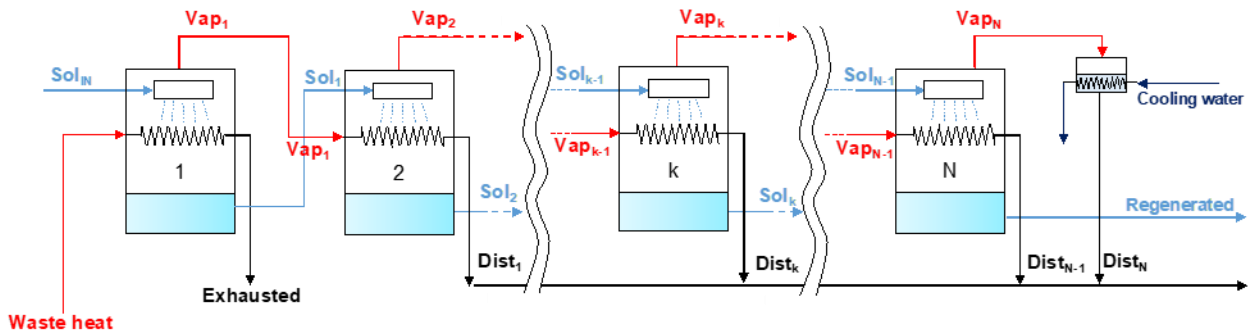 Vap1
Vap2
Vapk
VapN
SolIN
Sol1
Solk-1
SolN-1
Cooling water
Vap1
Vapk-1
VapN-1
1
2
k
N
Sol2
Solk
Regenerated
Dist1
Distk
DistN-1
DistN
Exhausted
Waste heat